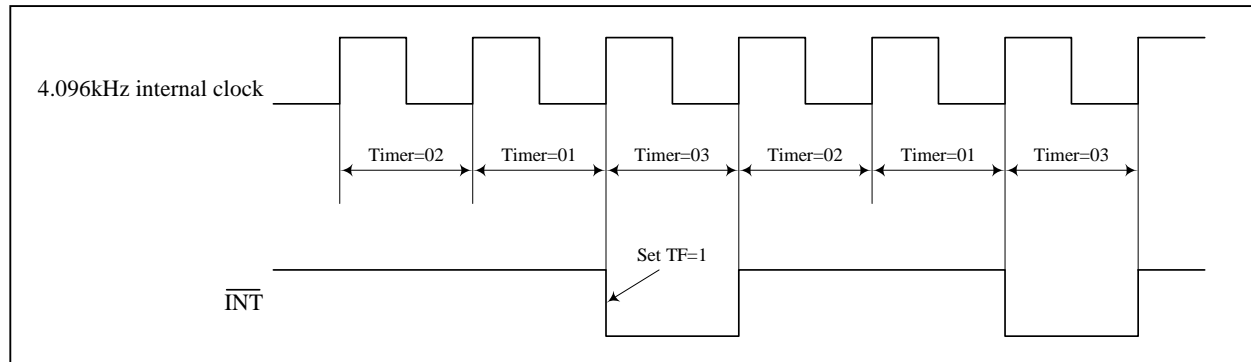 4.096kHz internal clock
Timer=02 Timer=01 Timer=03 Timer=02 Timer=01 Timer=03
Set TF=1
INT